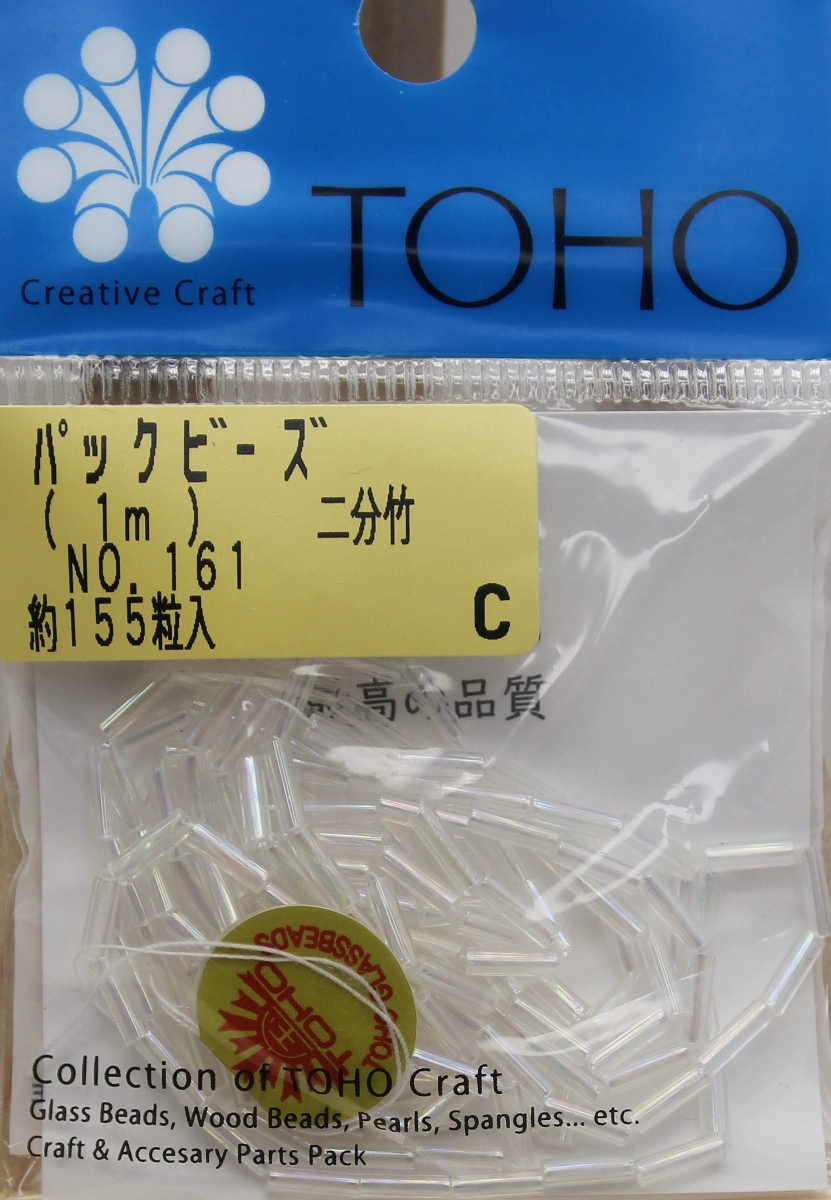 TOHO
Creative Craft
パックビーズ
( 1m ) 二分竹
NO. 161
約155粒入
C
高の品質
TOHO GLASSBEADS
TOHO
Collection of TOHO Craft
Glass Beads, Wood Beads, Pearls, Spangles... etc.
Craft & Accesary Parts Pack